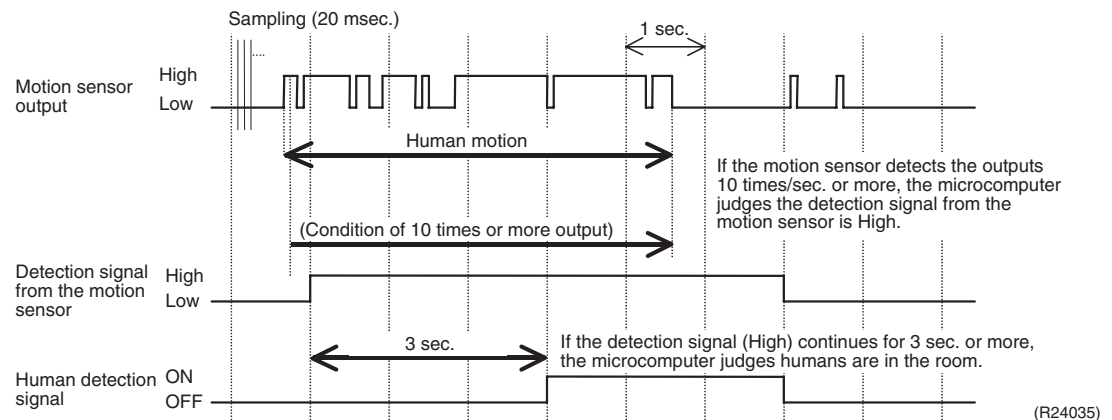 Sampling (20 msec.)
....
1 sec.
Motion sensor
output
High
Low
Human motion
If the motion sensor detects the outputs
10 times/sec. or more, the microcomputer
judges the detection signal from the
motion sensor is High.
(Condition of 10 times or more output)
Detection signal
from the motion
sensor
High
Low
3 sec.
If the detection signal (High) continues for 3 sec. or more,
the microcomputer judges humans are in the room.
Human detection
signal
ON
OFF
(R24035)